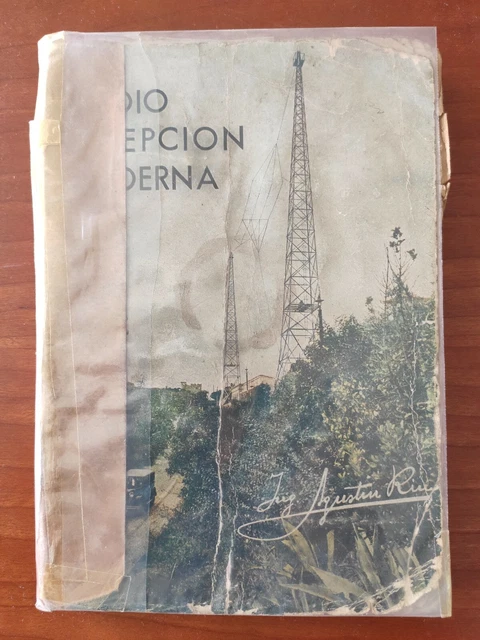 DIO
EPCION
DERNA
Ing Agustin Riu